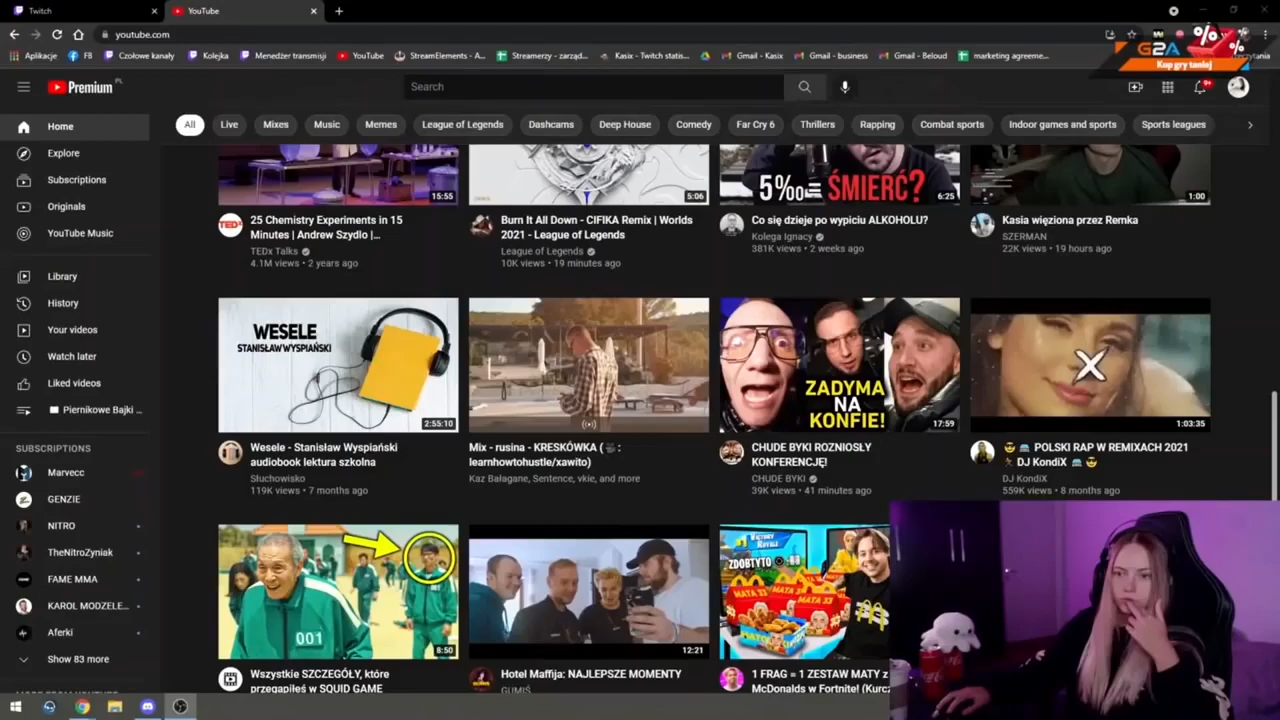 Twitch
YouTube
youtube.com
Aplikacje
FB
Czołowe kanały
Kolejka
Menedżer transmisji
YouTube
StreamElements - A...
Streamerzy - zarząd...
Kasix - Twitch statis...
Gmail - Kasix
Gmail - business
Gmail - Beloud
marketing agreeme...
G2A
Kup gry taniej
Premium PL
Search
9+
Home
Explore
Subscriptions
Originals
YouTube Music
Library
History
Your videos
Watch later
Liked videos
Piernikowe Bajki ...
SUBSCRIPTIONS
Marvecc
GENZIE
NITRO
TheNitroZyniak
FAME MMA
KAROL MODZELE...
Aferki
Show 83 more
All
Live
Mixes
Music
Memes
League of Legends
Dashcams
Deep House
Comedy
Far Cry 6
Thrillers
Rapping
Combat sports
Indoor games and sports
Sports leagues
15:55
5:06
5‰= ŚMIERĆ?
6:25
1:00
TEDx
25 Chemistry Experiments in 15
Minutes | Andrew Szydlo |...
TEDx Talks
4.1M views • 2 years ago
Burn It All Down - CIFIKA Remix | Worlds
2021 - League of Legends
League of Legends
10K views • 19 minutes ago
Co się dzieje po wypiciu ALKOHOLU?
Kolega Ignacy
381K views • 2 weeks ago
Kasia więziona przez Remka
SZERMAN
22K views • 19 hours ago
WESELE
STANISŁAW WYSPIAŃSKI
2:55:10
ZADYMA
NA
KONFIE!
17:59
X
1:03:35
Wesele - Stanisław Wyspiański
audiobook lektura szkolna
Słuchowisko
119K views • 7 months ago
Mix - rusina - KRESKÓWKA (🎬 :
learnhowtohustle/xawito)
Kaz Bałagane, Sentence, vkie, and more
CHUDE BYKI ROZNIOSŁY
KONFERENCJĘ!
CHUDE BYKI
39K views • 41 minutes ago
POLSKI RAP W REMIXACH 2021
DJ KondiX
DJ KondiX
559K views • 8 months ago
001
8:50
12:21
VICTORY
ROYALE
ZDOBTYTO
MATA 33
MATA 33
Wszystkie SZCZEGÓŁY, które
przegapiłeś w SQUID GAME
Hotel Maffija: NAJLEPSZE MOMENTY
GUMIŚ
1 FRAG = 1 ZESTAW MATY z
McDonalds w Fortnite! (Kurcz